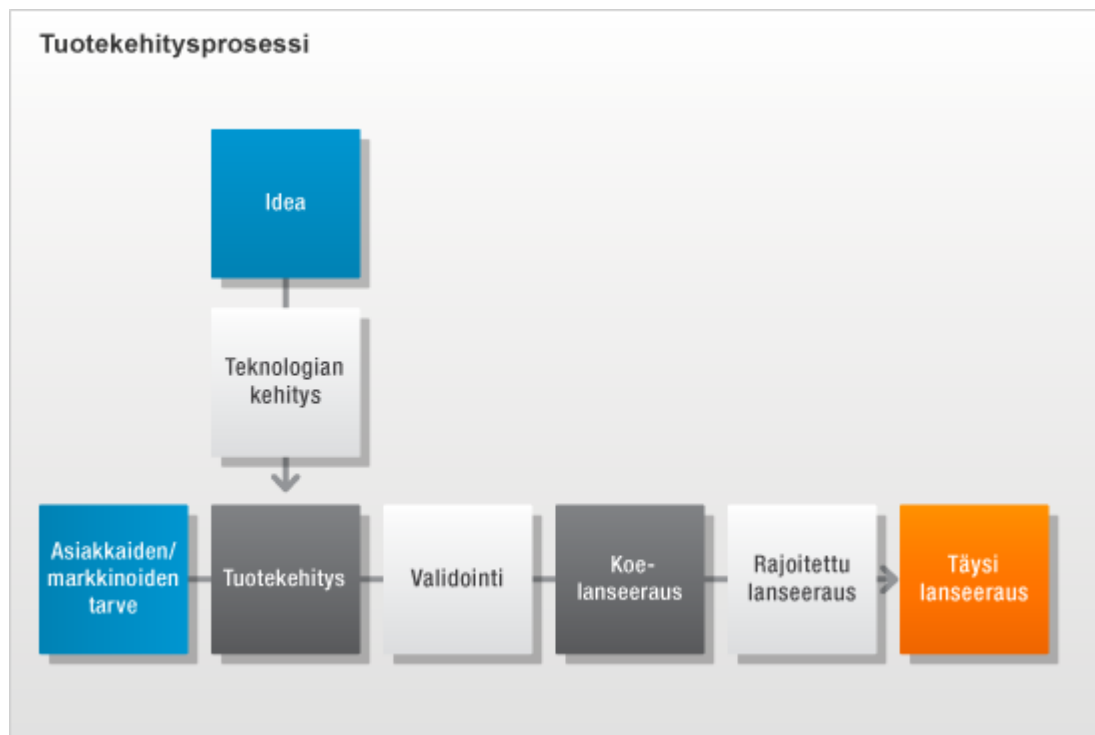 Tuotekehitysprosessi
Idea
Teknologian
kehitys
Asiakkaiden/
markkinoiden
tarve
Tuotekehitys
Validointi
Koe-
lanseeraus
Rajoitettu
lanseeraus
Täysi
lanseeraus